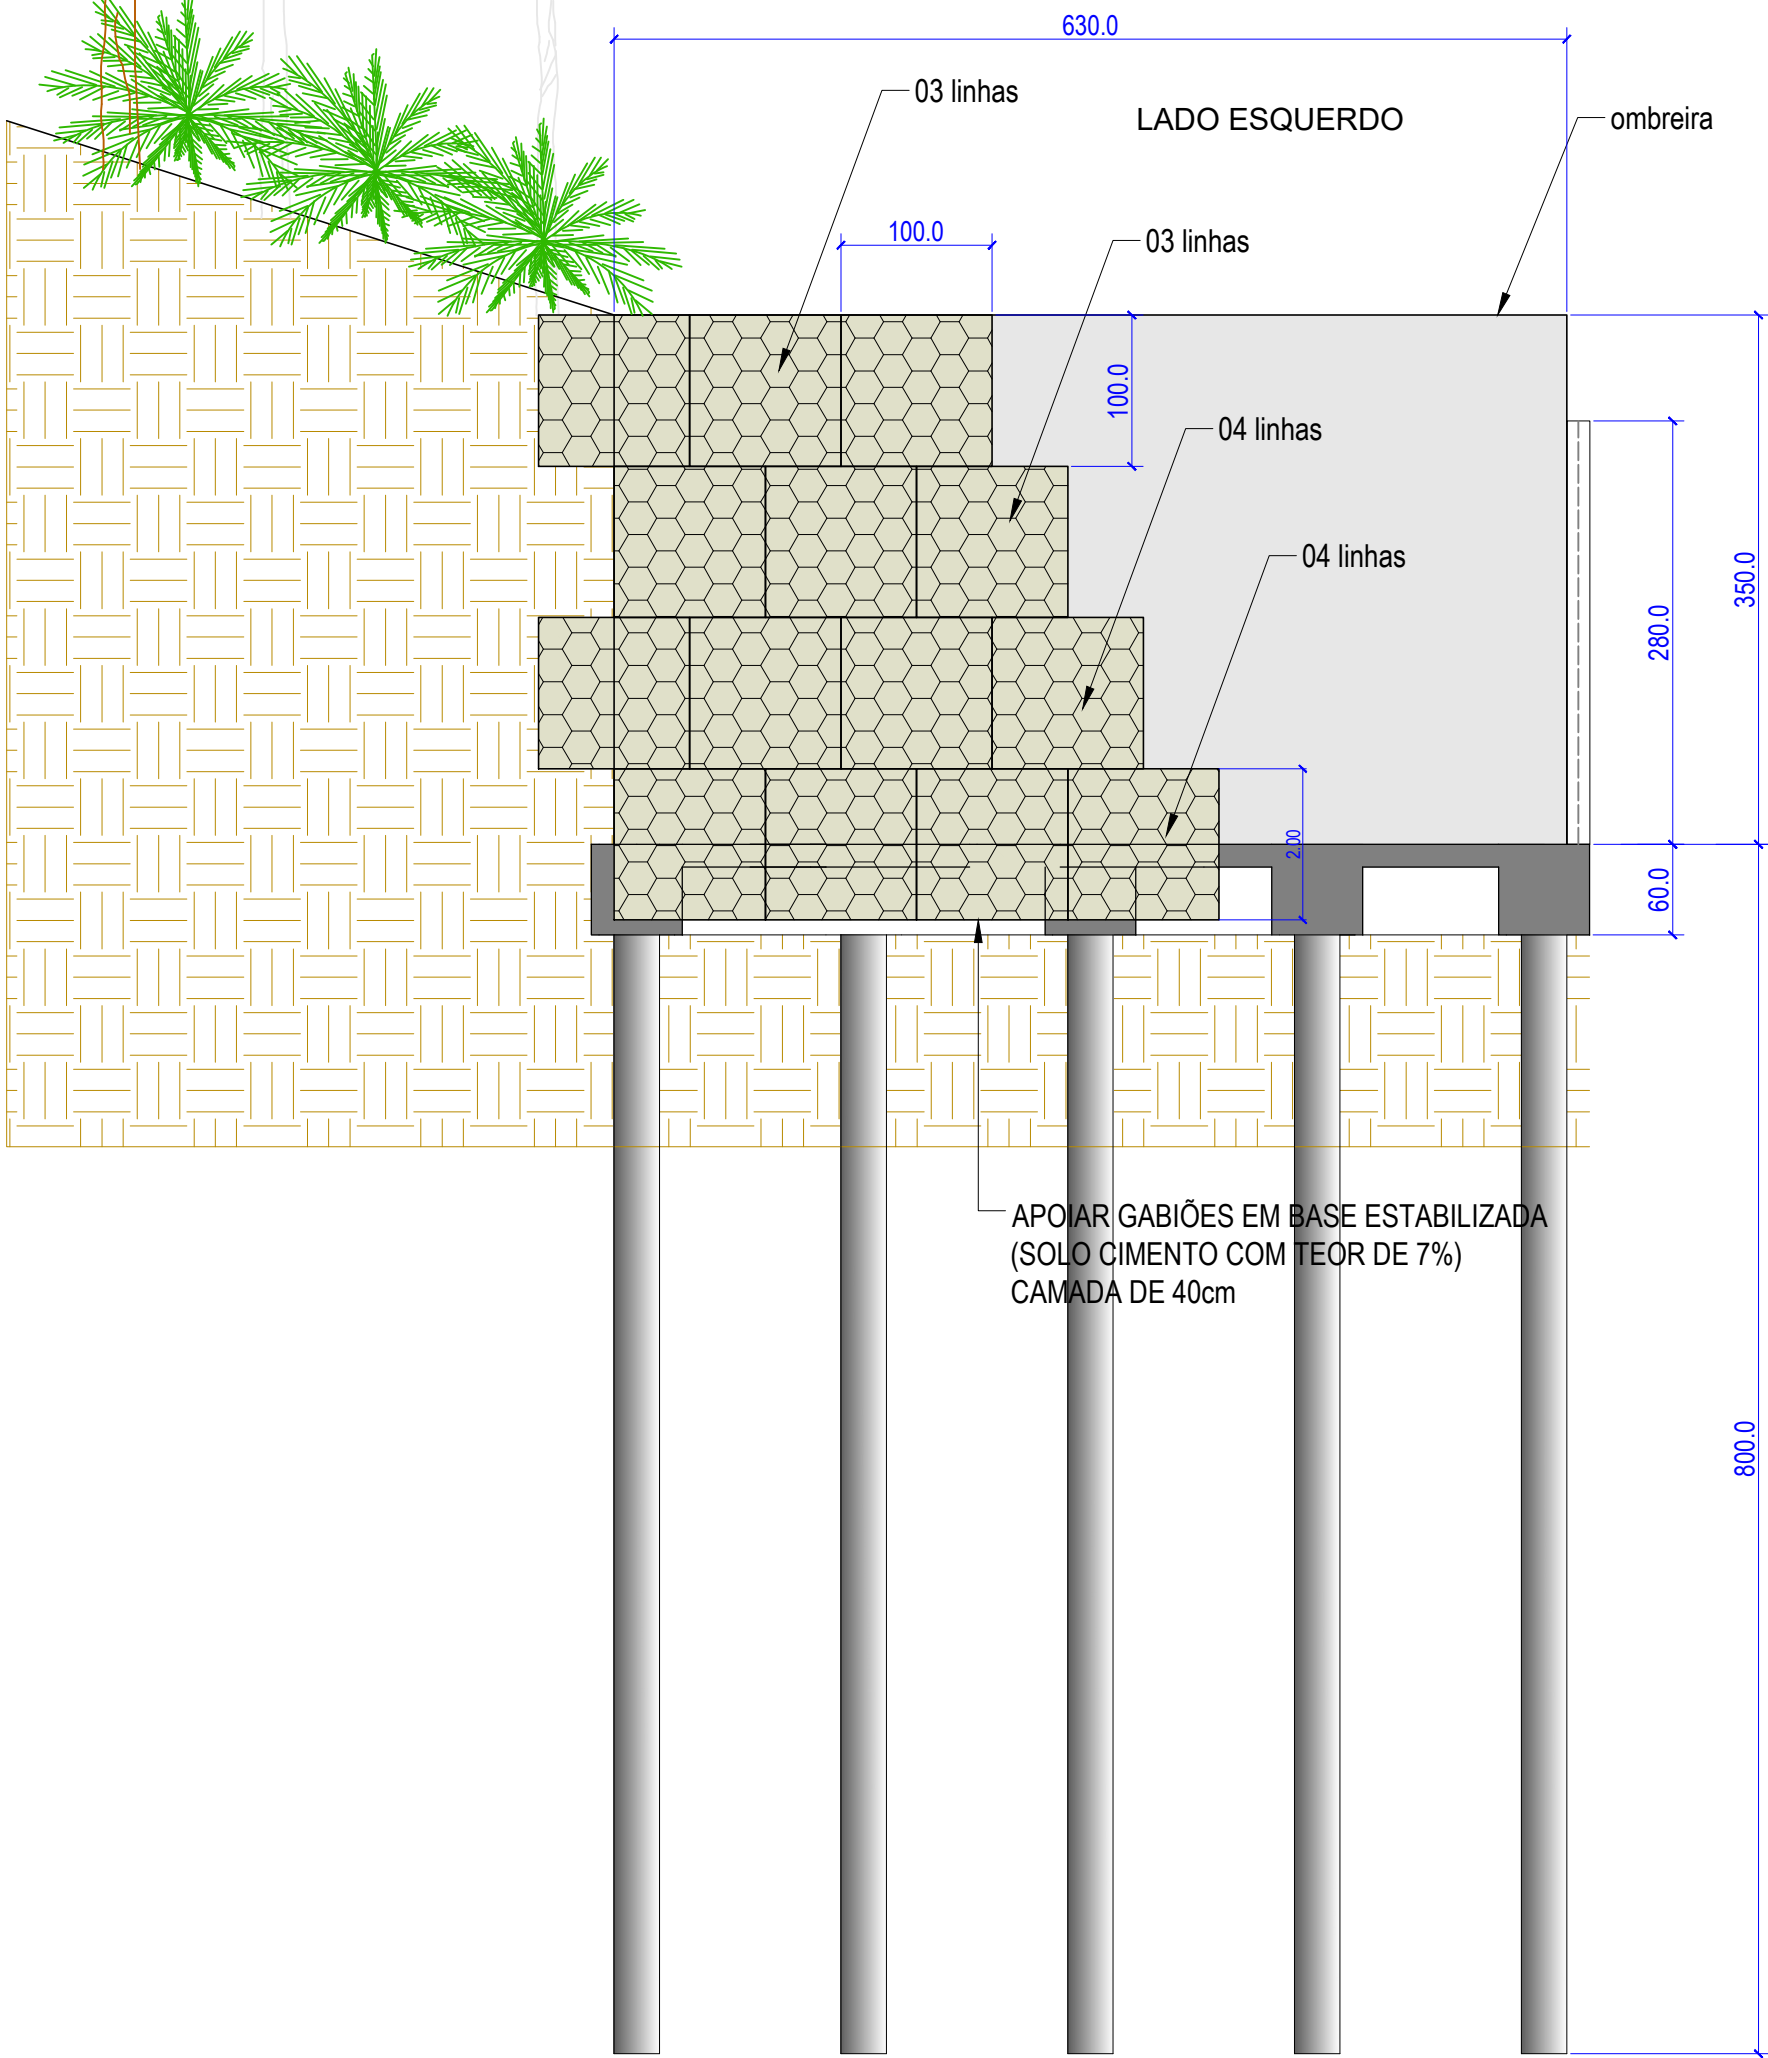 630.0
03 linhas
LADO ESQUERDO
ombreira
100.0
03 linhas
100.0
04 linhas
04 linhas
350.0
280.0
2.00
60.0
APOIAR GABIÕES EM BASE ESTABILIZADA
(SOLO CIMENTO COM TEOR DE 7%)
CAMADA DE 40cm
800.0